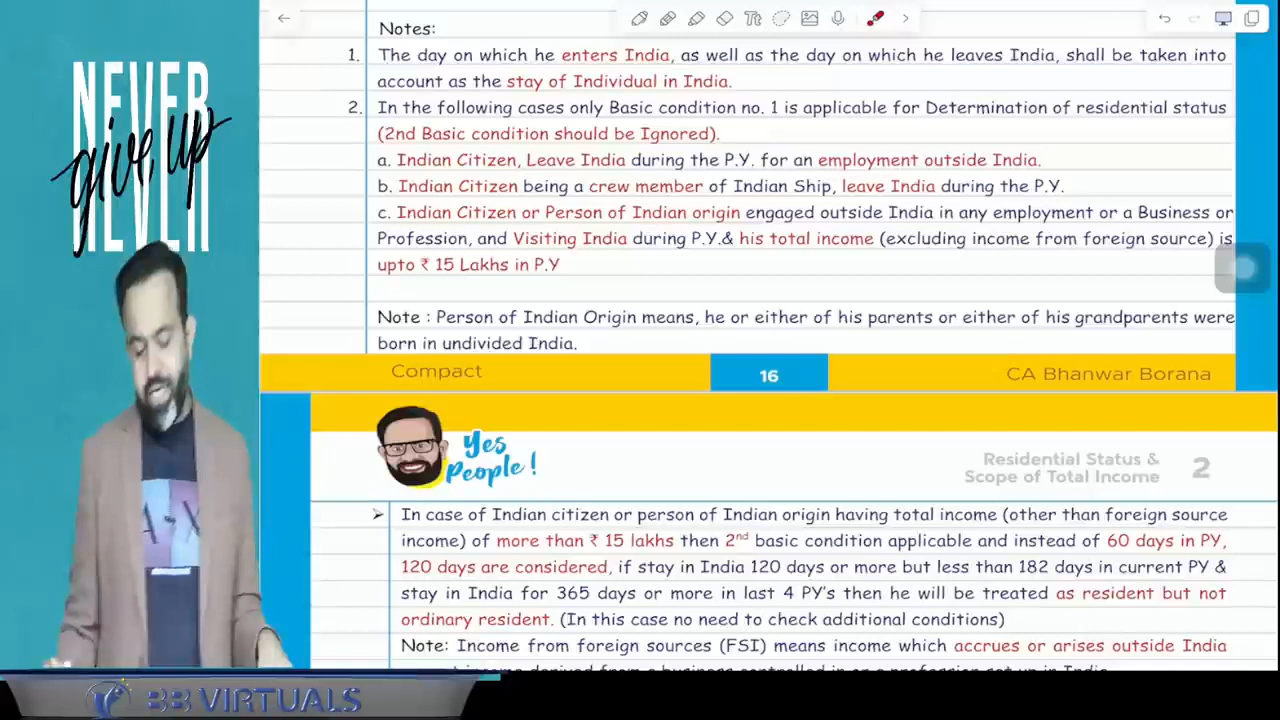 NEVER
give up
NEVER
Notes:
1. The day on which he enters India, as well as the day on which he leaves India, shall be taken into
account as the stay of Individual in India.
2. In the following cases only Basic condition no. 1 is applicable for Determination of residential status
(2nd Basic condition should be Ignored).
a. Indian Citizen, Leave India during the P.Y. for an employment outside India.
b. Indian Citizen being a crew member of Indian Ship, leave India during the P.Y.
c. Indian Citizen or Person of Indian origin engaged outside India in any employment or a Business or
Profession, and Visiting India during P.Y.& his total income (excluding income from foreign source) is
upto ₹ 15 Lakhs in P.Y
Note : Person of Indian Origin means, he or either of his parents or either of his grandparents were
born in undivided India.
Compact 16 CA Bhanwar Borana
Yes
People!
Residential Status &
Scope of Total Income 2
➢ In case of Indian citizen or person of Indian origin having total income (other than foreign source
income) of more than ₹ 15 lakhs then 2nd basic condition applicable and instead of 60 days in PY,
120 days are considered, if stay in India 120 days or more but less than 182 days in current PY &
stay in India for 365 days or more in last 4 PY's then he will be treated as resident but not
ordinary resident. (In this case no need to check additional conditions)
Note: Income from foreign sources (FSI) means income which accrues or arises outside India
income derived from a business controlled in or a profession set up in India
BB VIRTUALS